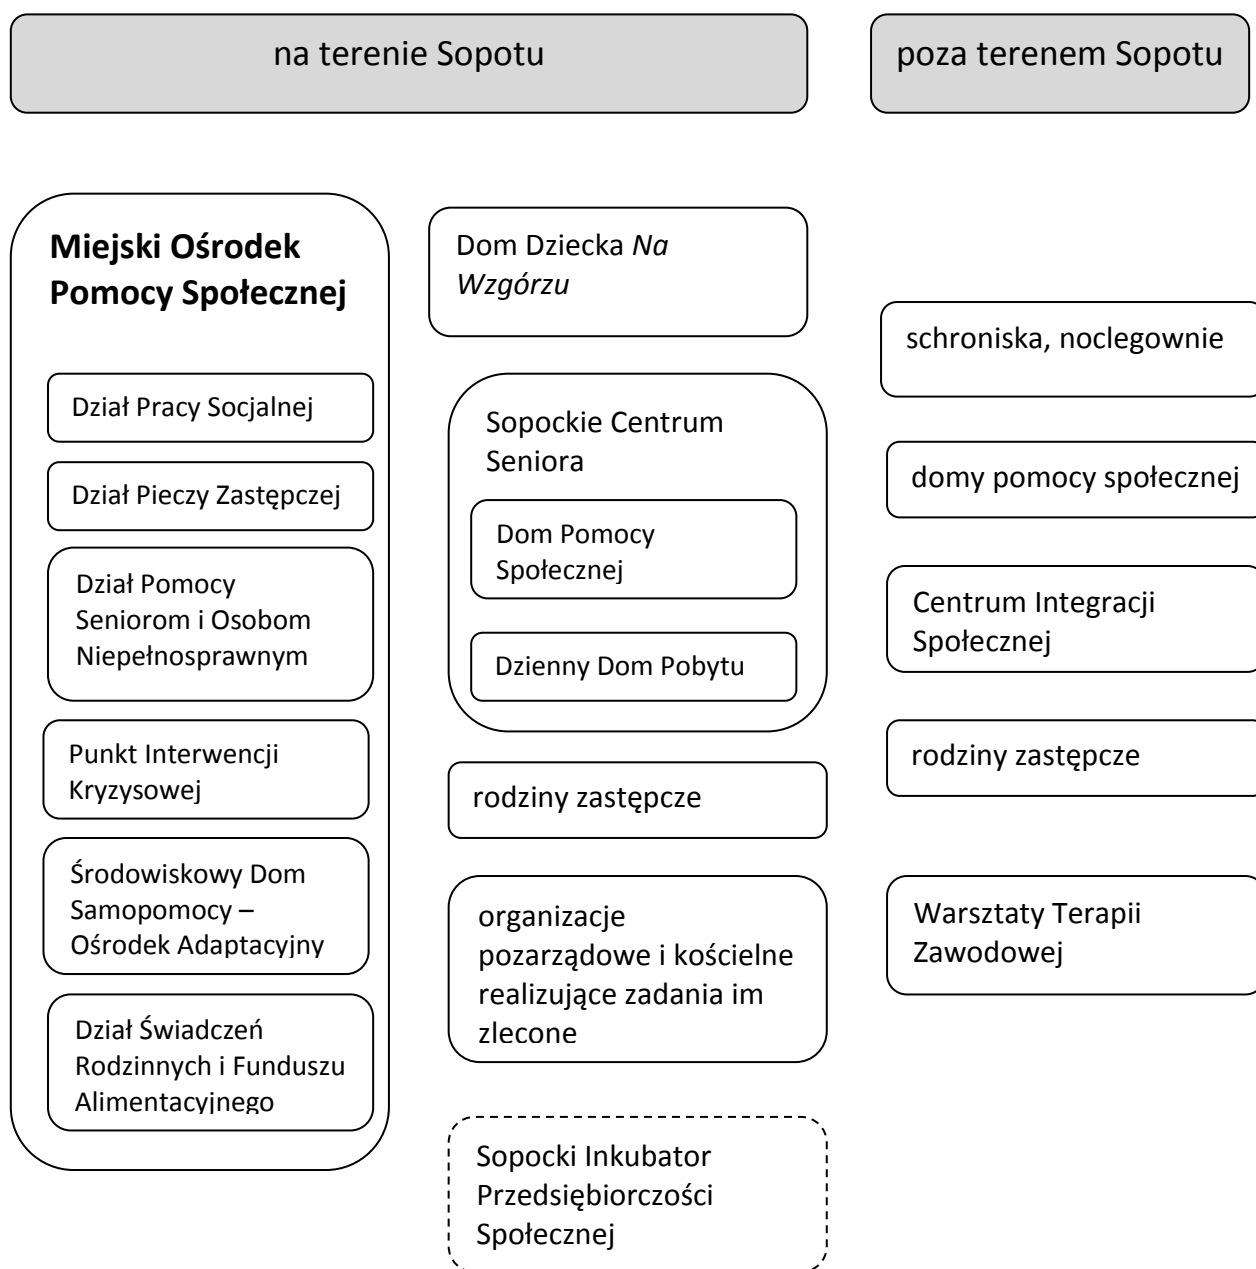 na terenie Sopotu
poza terenem Sopotu
Miejski Ośrodek
Pomocy Społecznej
Dział Pracy Socjalnej
Dział Pieczy Zastępczej
Dział Pomocy
Seniorom i Osobom
Niepełnosprawnym
Punkt Interwencji
Kryzysowej
Środowiskowy Dom
Samopomocy –
Ośrodek Adaptacyjny
Dział Świadczeń
Rodzinnych i Funduszu
Alimentacyjnego
Dom Dziecka Na
Wzgórzu
Sopockie Centrum
Seniora
Dom Pomocy
Społecznej
Dzienny Dom Pobytu
rodziny zastępcze
organizacje
pozarządowe i kościelne
realizujące zadania im
zlecone
Sopocki Inkubator
Przedsiębiorczości
Społecznej
schroniska, noclegownie
domy pomocy społecznej
Centrum Integracji
Społecznej
rodziny zastępcze
Warsztaty Terapii
Zawodowej